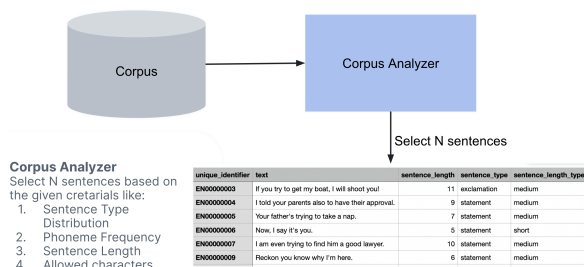 Corpus
Corpus Analyzer
Select N sentences
Corpus Analyzer
Select N sentences based on
the given cretarials like:
1. Sentence Type
Distribution
2. Phoneme Frequency
3. Sentence Length
4. Allowed characters
unique_identifier text sentence_length sentence_type sentence_length_type
EN00000003 If you try to get my boat, I will shoot you! 11 exclamation medium
EN00000004 I told your parents also to have their approval. 9 statement medium
EN00000005 Your father's trying to take a nap. 7 statement medium
EN00000006 Now, I say it's you. 5 statement short
EN00000007 I am even trying to find him a good lawyer. 10 statement medium
EN00000009 Reckon you know why I'm here. 6 statement medium